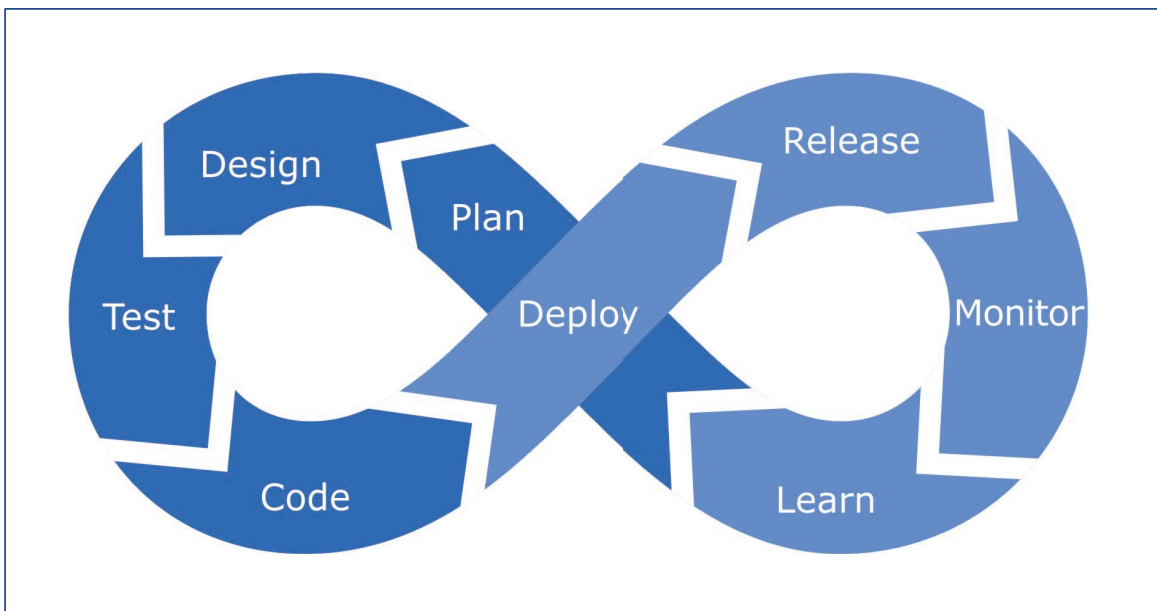 Design
Plan
Release
Test
Deploy
Monitor
Code
Learn